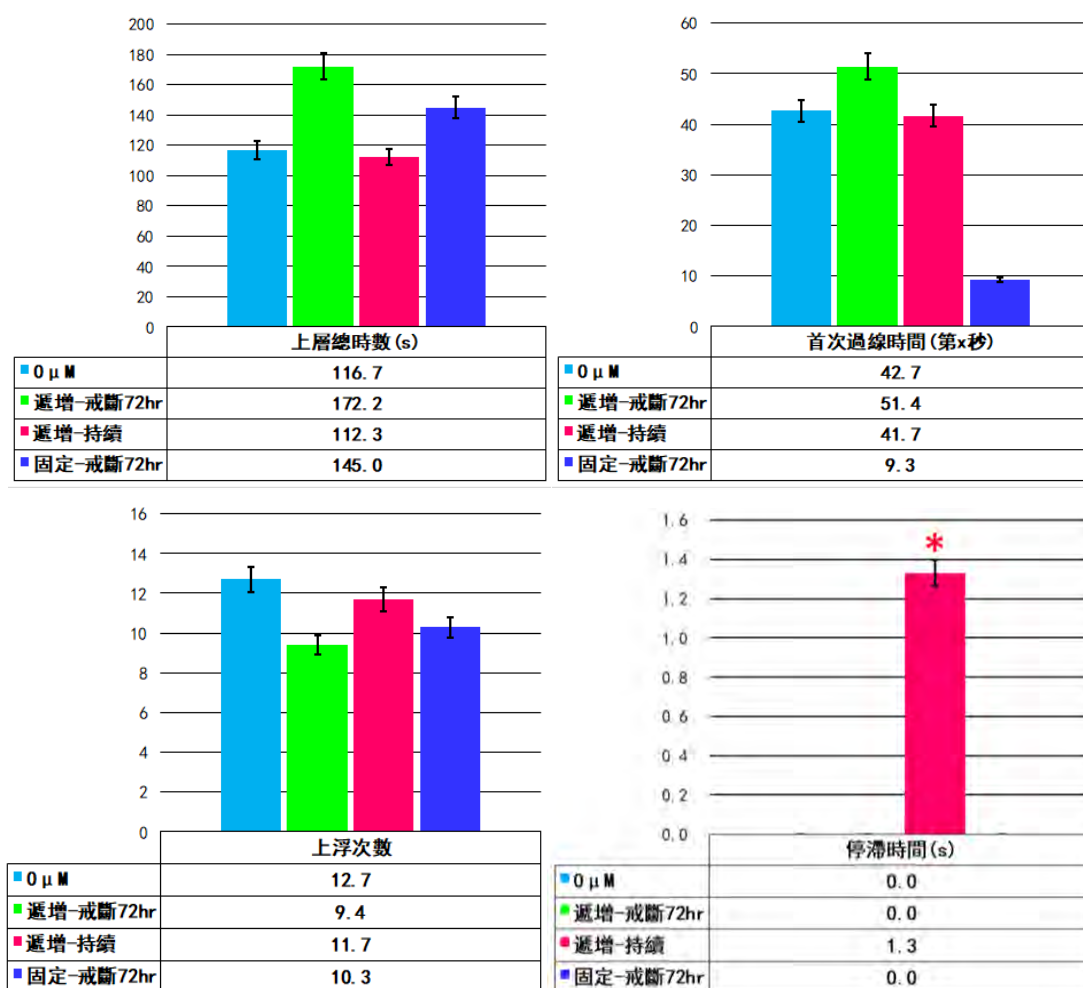 200
180
160
140
120
100
80
60
40
20
0
上層總時數(s)
0μM 116.7
遞增-戒斷72hr 172.2
遞增-持續 112.3
固定-戒斷72hr 145.0
60
50
40
30
20
10
0
首次過線時間(第x秒)
0μM 42.7
遞增-戒斷72hr 51.4
遞增-持續 41.7
固定-戒斷72hr 9.3
16
14
12
10
8
6
4
2
0
上浮次數
0μM 12.7
遞增-戒斷72hr 9.4
遞增-持續 11.7
固定-戒斷72hr 10.3
1.6
1.4
1.2
1.0
0.8
0.6
0.4
0.2
0.0
*
停滯時間(s)
0μM 0.0
遞增-戒斷72hr 0.0
遞增-持續 1.3
固定-戒斷72hr 0.0